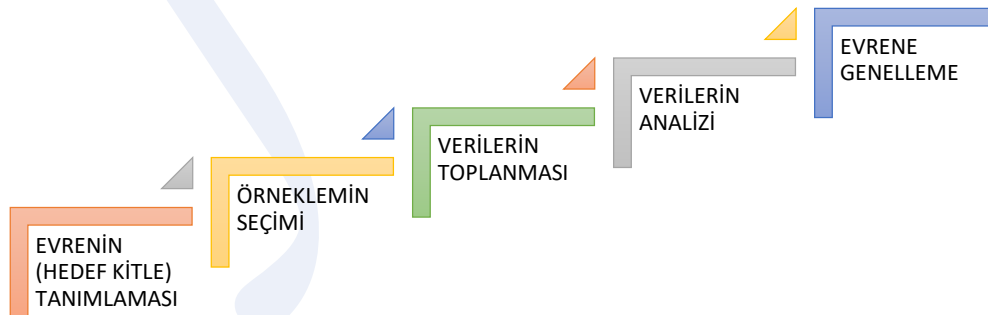 EVRENİN
(HEDEF KİTLE)
TANIMLAMASI
ÖRNEKLEMİN
SEÇİMİ
VERİLERİN
TOPLANMASI
VERİLERİN
ANALİZİ
EVRENE
GENELLEME